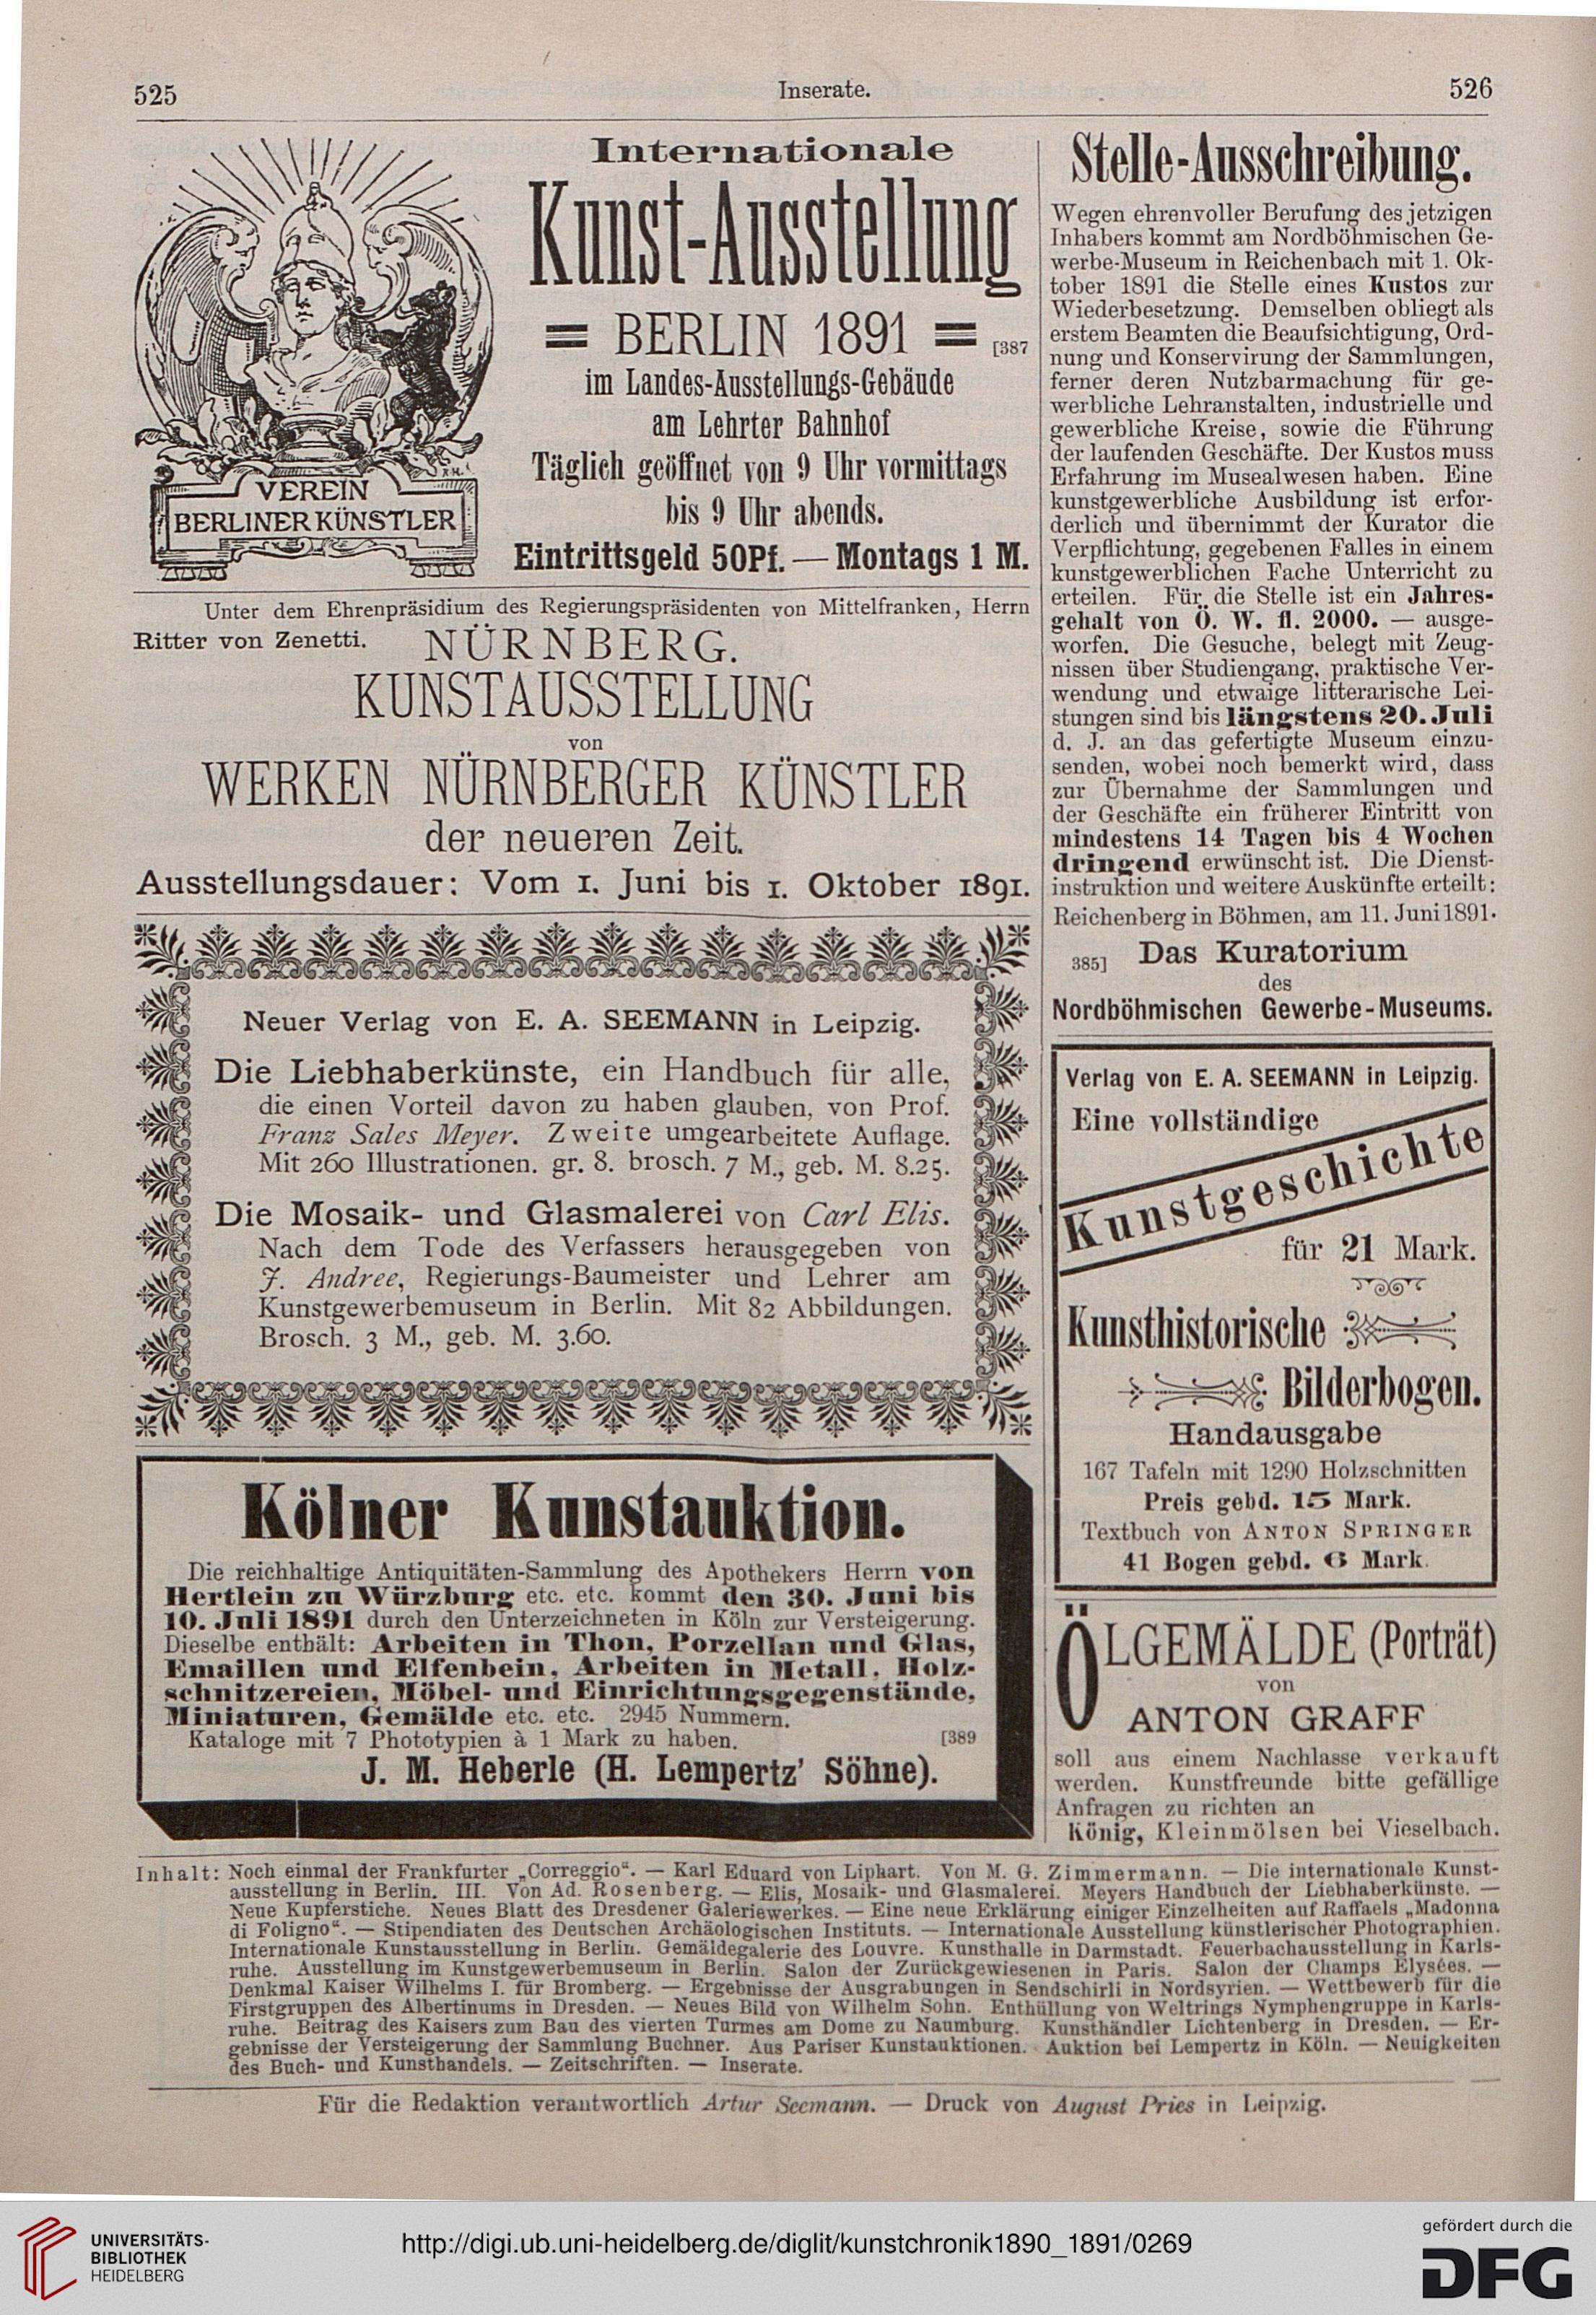 525
Inserate.
526
VEREIN
BERLINER KÜNSTLER
Internationale
Kunst-Ausstellung
= BERLIN 1891 = [387
im Landes-Ausstellungs-Gebäude
am Lehrter Bahnhof
Täglich geöffnet von 9 Uhr vormittags
bis 9 Uhr abends.
Eintrittsgeld 50Pf. — Montags 1 M.
Unter dem Ehrenpräsidium des Regierungspräsidenten von Mittelfranken, Herrn
Ritter von Zenetti. NÜRNBERG.
KUNSTAUSSTELLUNG
von
WERKEN NÜRNBERGER KÜNSTLER
der neueren Zeit.
Ausstellungsdauer: Vom 1. Juni bis 1. Oktober 1891.
Neuer Verlag von E. A. SEEMANN in Leipzig.
Die Liebhaberkünste, ein Handbuch für alle,
die einen Vorteil davon zu haben glauben, von Prof.
Franz Sales Meyer. Zweite umgearbeitete Auflage.
Mit 260 Illustrationen. gr. 8. brosch. 7 M., geb. M. 8.25.
Die Mosaik- und Glasmalerei von Carl Elis.
Nach dem Tode des Verfassers herausgegeben von
J. Andree, Regierungs-Baumeister und Lehrer am
Kunstgewerbemuseum in Berlin. Mit 82 Abbildungen.
Brosch. 3 M., geb. M. 3.60.
Kölner Kunstauktion.
Die reichhaltige Antiquitäten-Sammlung des Apothekers Herrn von
Hertlein zu Würzburg etc. etc. kommt den 30. Juni bis
10. Juli 1891 durch den Unterzeichneten in Köln zur Versteigerung.
Dieselbe enthält: Arbeiten in Thon, Porzellan und Glas,
Emaillen und Elfenbein, Arbeiten in Metall, Holz-
schnitzereien, Möbel- und Einrichtungsgegenstände,
Miniaturen, Gemälde etc. etc. 2945 Nummern.
Kataloge mit 7 Phototypien à 1 Mark zu haben. [389
J. M. Heberle (H. Lempertz' Söhne).
Stelle-Ausschreibung.
Wegen ehrenvoller Berufung des jetzigen
Inhabers kommt am Nordböhmischen Ge-
werbe-Museum in Reichenbach mit 1. Ok-
tober 1891 die Stelle eines Kustos zur
Wiederbesetzung. Demselben obliegt als
erstem Beamten die Beaufsichtigung, Ord-
nung und Konservirung der Sammlungen,
ferner deren Nutzbarmachung für ge-
werbliche Lehranstalten, industrielle und
gewerbliche Kreise, sowie die Führung
der laufenden Geschäfte. Der Kustos muss
Erfahrung im Musealwesen haben. Eine
kunstgewerbliche Ausbildung ist erfor-
derlich und übernimmt der Kurator die
Verpflichtung, gegebenen Falles in einem
kunstgewerblichen Fache Unterricht zu
erteilen. Für die Stelle ist ein Jahres-
gehalt von Ö. W. fl. 2000. — ausge-
worfen. Die Gesuche, belegt mit Zeug-
nissen über Studiengang, praktische Ver-
wendung und etwaige litterarische Lei-
stungen sind bis längstens 20. Juli
d. J. an das gefertigte Museum einzu-
senden, wobei noch bemerkt wird, dass
zur Übernahme der Sammlungen und
der Geschäfte ein früherer Eintritt von
mindestens 14 Tagen bis 4 Wochen
dringend erwünscht ist. Die Dienst-
instruktion und weitere Auskünfte erteilt:
Reichenberg in Böhmen, am 11. Juni 1891.
385] Das Kuratorium
des
Nordböhmischen Gewerbe-Museums.
Verlag von E. A. SEEMANN in Leipzig.
Eine vollständige
Kunstgeschichte
für 21 Mark.
Kunsthistorische
Bilderbogen.
Handausgabe
167 Tafeln mit 1290 Holzschnitten
Preis gebd. 15 Mark.
Textbuch von ANTON SPRINGER
41 Bogen gebd. 6 Mark.
ÖLGEMÄLDE (Porträt)
von
ANTON GRAFF
soll aus einem Nachlasse verkauft
werden. Kunstfreunde bitte gefällige
Anfragen zu richten an
König, Kleinmölsen bei Vieselbach.
Inhalt: Noch einmal der Frankfurter „Correggio“. — Karl Eduard von Liphart. Von M. G. Zimmermann. — Die internationale Kunst-
ausstellung in Berlin. III. Von Ad. Rosenberg. — Elis, Mosaik- und Glasmalerei. Meyers Handbuch der Liebhaberkünste. —
Neue Kupferstiche. Neues Blatt des Dresdener Galeriewerkes. — Eine neue Erklärung einiger Einzelheiten auf Raffaels „Madonna
di Foligno“. — Stipendiaten des Deutschen Archäologischen Instituts. — Internationale Ausstellung künstlerischer Photographien.
Internationale Kunstausstellung in Berlin. Gemäldegalerie des Louvre. Kunsthalle in Darmstadt. Feuerbachausstellung in Karls-
ruhe. Ausstellung im Kunstgewerbemuseum in Berlin. Salon der Zurückgewiesenen in Paris. Salon der Champs Elysées. —
Denkmal Kaiser Wilhelms I. für Bromberg. — Ergebnisse der Ausgrabungen in Sendschirli in Nordsyrien. — Wettbewerb für die
Firstgruppen des Albertinums in Dresden. — Neues Bild von Wilhelm Sohn. Enthüllung von Weltrings Nymphengruppe in Karls-
ruhe. Beitrag des Kaisers zum Bau des vierten Turmes am Dome zu Naumburg. Kunsthändler Lichtenberg in Dresden. — Er-
gebnisse der Versteigerung der Sammlung Buchner. Aus Pariser Kunstauktionen. Auktion bei Lempertz in Köln. — Neuigkeiten
des Buch- und Kunsthandels. — Zeitschriften. — Inserate.
Für die Redaktion verantwortlich Artur Seemann. — Druck von August Pries in Leipzig.
UNIVERSITÄTS-
BIBLIOTHEK
HEIDELBERG
http://digi.ub.uni-heidelberg.de/diglit/kunstchronik1890_1891/0269
gefördert durch die
DFG